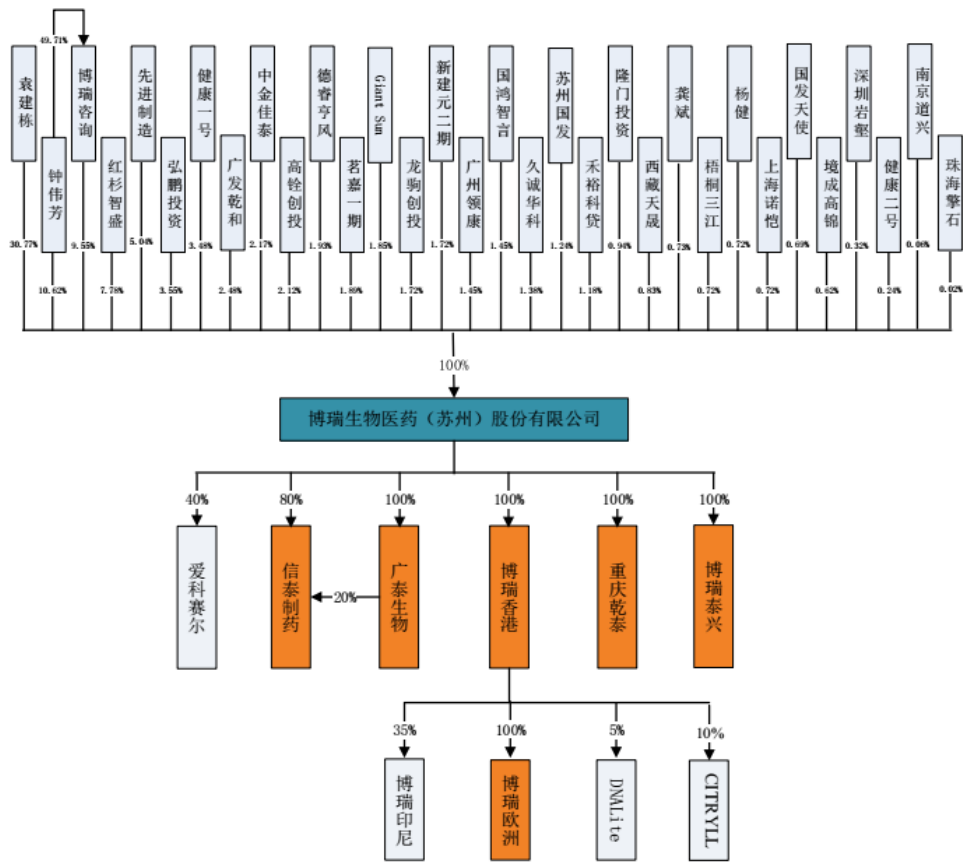 49.71%
袁建栋
博瑞咨询
先进制造
健康一号
中金佳泰
德睿亨风
Giant Sun
新建元二期
国鸿智言
苏州国发
隆门投资
龚斌
杨健
国发天使
深圳岩壑
南京道兴
钟伟芳
红杉智盛
弘鹏投资
广发乾和
高铨创投
茗嘉一期
龙驹创投
广州领康
久诚华科
禾裕科贷
西藏天晟
梧桐三江
上海诺恺
境成高锦
健康二号
珠海擎石
30.77%
9.55%
5.04%
3.48%
2.17%
1.93%
1.85%
1.72%
1.45%
1.24%
0.94%
0.73%
0.72%
0.69%
0.32%
0.06%
10.62%
7.78%
3.55%
2.48%
2.12%
1.89%
1.72%
1.45%
1.38%
1.18%
0.83%
0.72%
0.72%
0.62%
0.24%
0.02%
100%
博瑞生物医药（苏州）股份有限公司
40%
80%
100%
100%
100%
100%
爱科赛尔
信泰制药
20%
广泰生物
博瑞香港
重庆乾泰
博瑞泰兴
35%
100%
5%
10%
博瑞印尼
博瑞欧洲
DNALite
CITRYLL